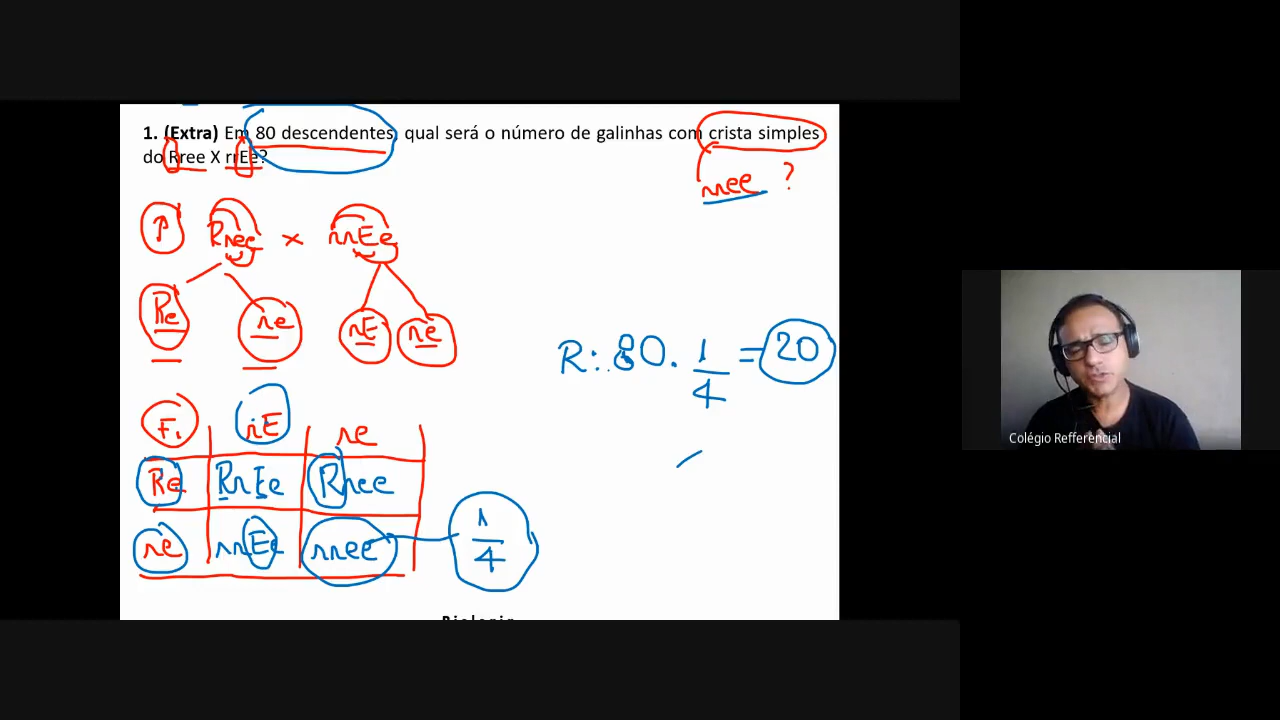 1. (Extra) Em 80 descendentes, qual será o número de galinhas com crista simples
do Rree X rrEe?
rree ?
P Rree x rrEe
Re re rE re
R: 80 . 1/4 = 20
F1 rE re
Re RrEe Rree
re rrEe rree 1/4
Colégio Refferencial